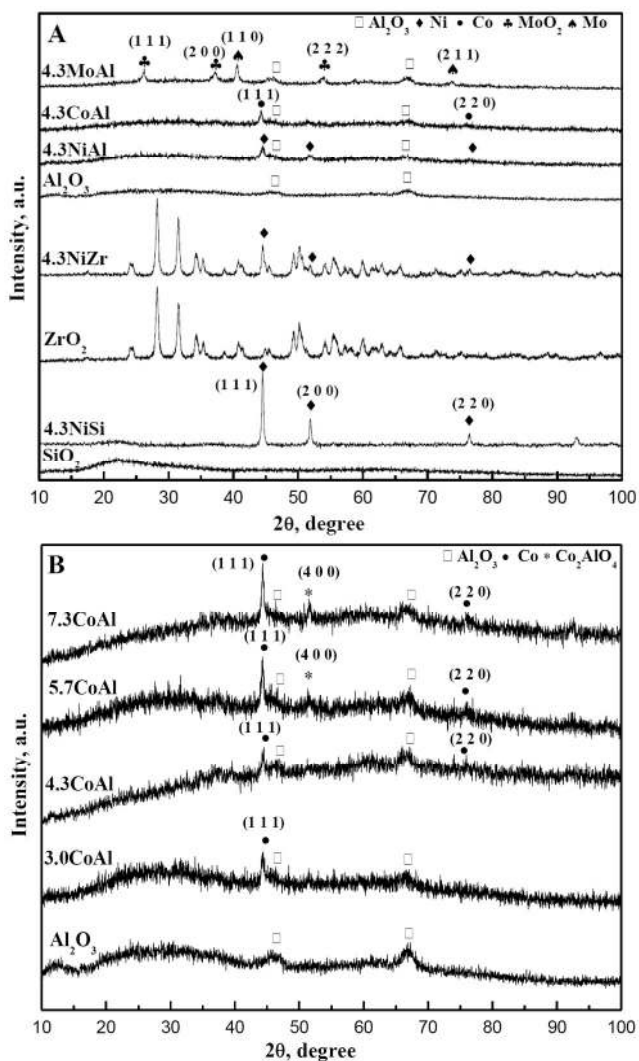 A
□ Al₂O₃ ♦ Ni ● Co ♣ MoO₂ ♠ Mo
(1 1 1)
(2 0 0)
(1 1 0)
(2 2 2)
(2 1 1)
4.3MoAl
(1 1 1)
(2 2 0)
4.3CoAl
4.3NiAl
Al₂O₃
4.3NiZr
ZrO₂
(1 1 1)
(2 0 0)
(2 2 0)
4.3NiSi
SiO₂
Intensity, a.u.
10 20 30 40 50 60 70 80 90 100
2θ, degree
B
□ Al₂O₃ ● Co * Co₂AlO₄
(1 1 1)
(4 0 0)
(2 2 0)
7.3CoAl
(1 1 1)
(4 0 0)
(2 2 0)
5.7CoAl
(1 1 1)
(2 2 0)
4.3CoAl
(1 1 1)
3.0CoAl
Al₂O₃
Intensity, a.u.
10 20 30 40 50 60 70 80 90 100
2θ, degree